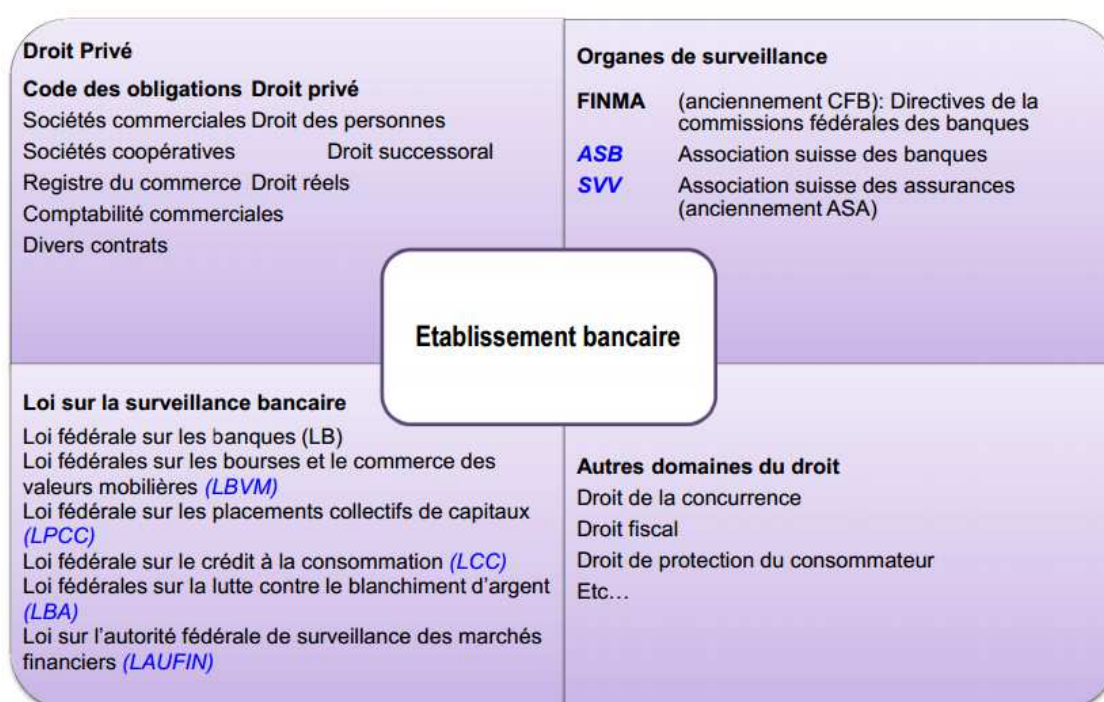 Droit Privé
Code des obligations Droit privé
Sociétés commerciales Droit des personnes
Sociétés coopératives Droit successoral
Registre du commerce Droit réels
Comptabilité commerciales
Divers contrats
Organes de surveillance
FINMA (anciennement CFB): Directives de la
commissions fédérales des banques
ASB Association suisse des banques
SVV Association suisse des assurances
(anciennement ASA)
Etablissement bancaire
Loi sur la surveillance bancaire
Loi fédérale sur les banques (LB)
Loi fédérales sur les bourses et le commerce des
valeurs mobilières (LBVM)
Loi fédérale sur les placements collectifs de capitaux
(LPCC)
Loi fédérale sur le crédit à la consommation (LCC)
Loi fédérales sur la lutte contre le blanchiment d'argent
(LBA)
Loi sur l'autorité fédérale de surveillance des marchés
financiers (LAUFIN)
Autres domaines du droit
Droit de la concurrence
Droit fiscal
Droit de protection du consommateur
Etc…